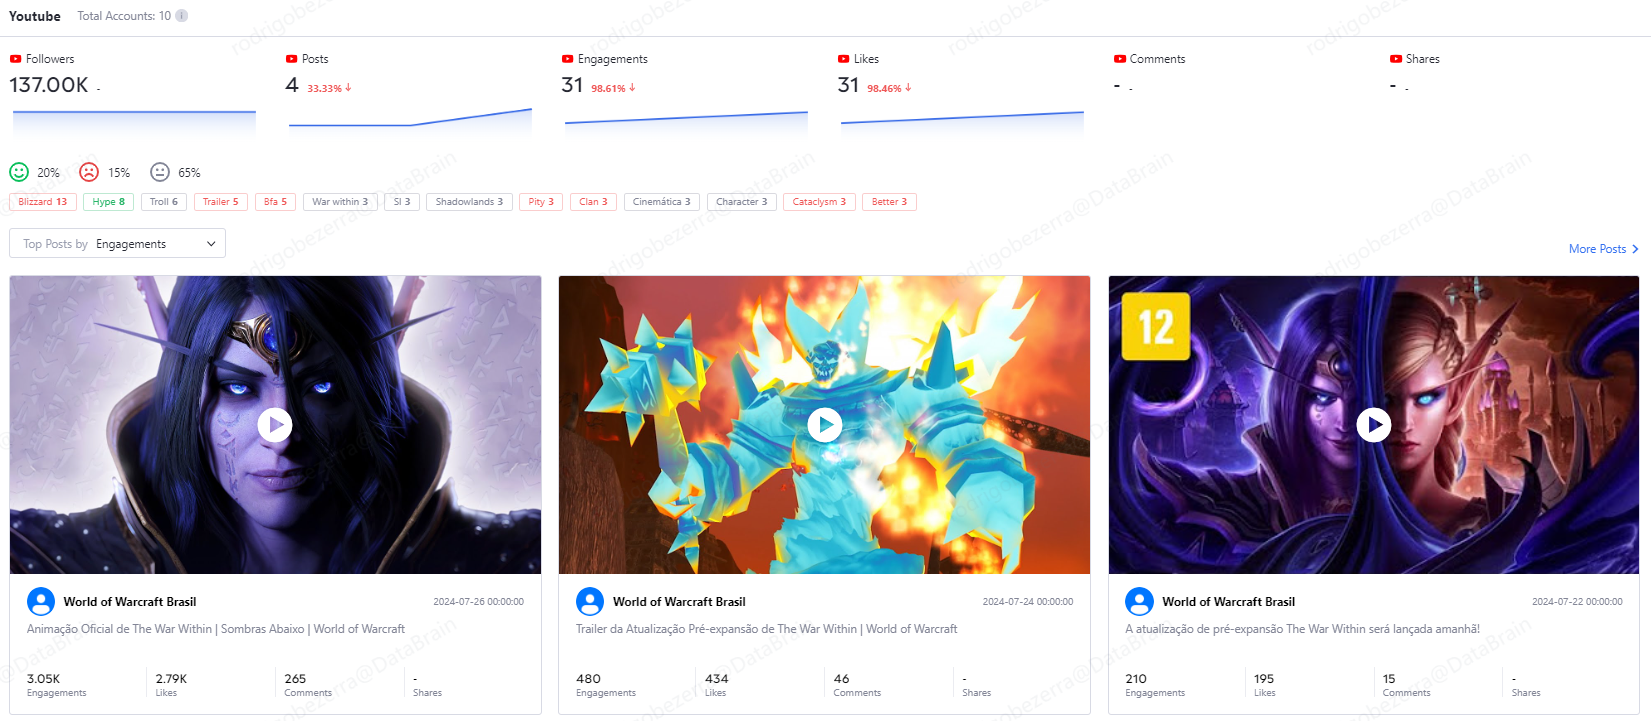 Youtube Total Accounts: 10
Followers Posts Engagements Likes Comments Shares
137.00K - 4 33.33% ↓ 31 98.61% ↓ 31 98.46% ↓ - - - -
20% 15% 65%
Blizzard 13 Hype 8 Troll 6 Trailer 5 Bfa 5 War within 3 Sl 3 Shadowlands 3 Pity 3 Clan 3 Cinemática 3 Character 3 Cataclysm 3 Better 3
Top Posts by Engagements
More Posts
12
World of Warcraft Brasil 2024-07-26 00:00:00
Animação Oficial de The War Within | Sombras Abaixo | World of Warcraft
3.05K 2.79K 265 -
Engagements Likes Comments Shares
World of Warcraft Brasil 2024-07-24 00:00:00
Trailer da Atualização Pré-expansão de The War Within | World of Warcraft
480 434 46 -
Engagements Likes Comments Shares
World of Warcraft Brasil 2024-07-22 00:00:00
A atualização de pré-expansão The War Within será lançada amanhã!
210 195 15 -
Engagements Likes Comments Shares
rodrigobezerra@DataBrain